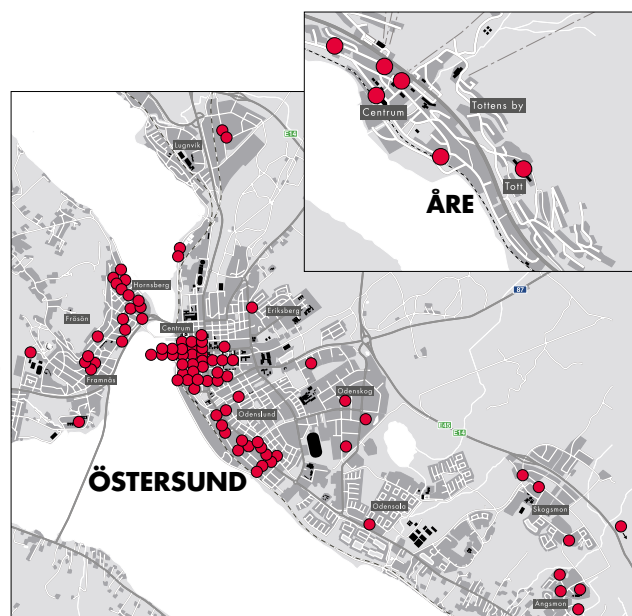 Tottens by
Centrum
Tott
ÅRE
E14
Lugnvik
87
Hornsberg
Eriksberg
Frösön
Centrum
Framnäs
Odenskog
Odenslund
E45
E14
ÖSTERSUND
Odensala
Skogsmon
Ängsmon